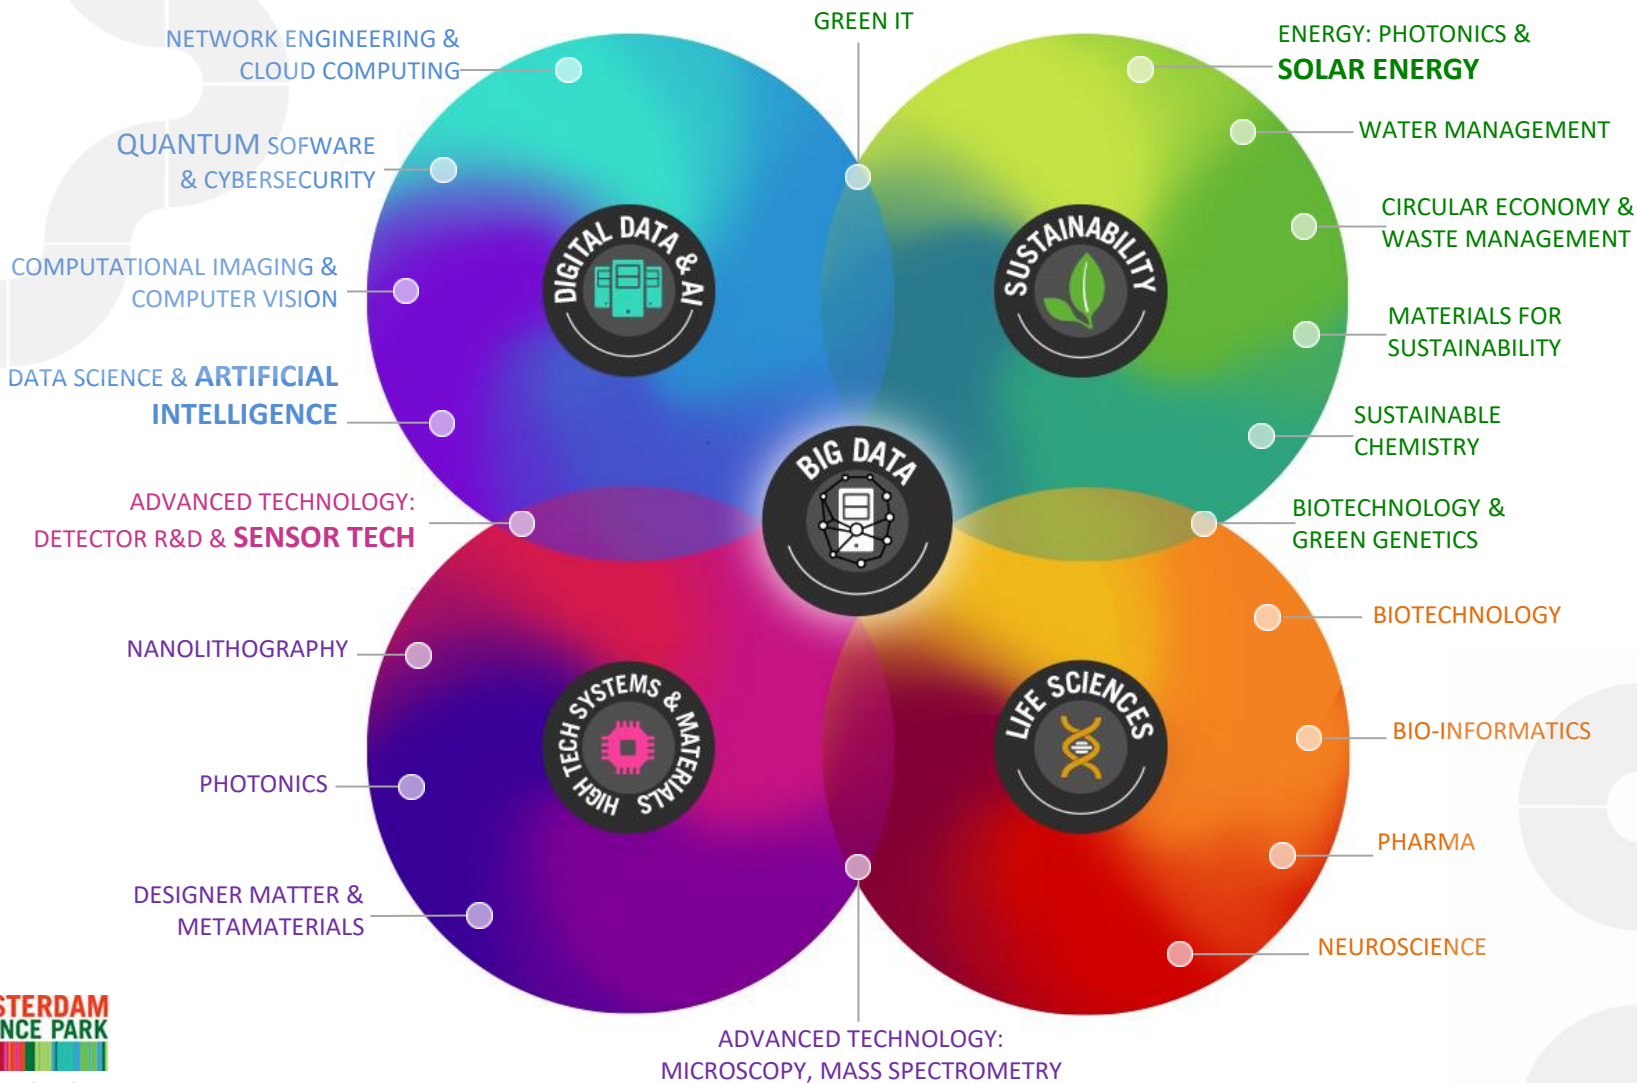 GREEN IT
NETWORK ENGINEERING &
CLOUD COMPUTING
QUANTUM SOFWARE
& CYBERSECURITY
COMPUTATIONAL IMAGING &
COMPUTER VISION
DATA SCIENCE & ARTIFICIAL
INTELLIGENCE
ADVANCED TECHNOLOGY:
DETECTOR R&D & SENSOR TECH
NANOLITHOGRAPHY
PHOTONICS
DESIGNER MATTER &
METAMATERIALS
DIGITAL DATA & AI
SUSTAINABILITY
BIG DATA
HIGH TECH SYSTEMS & MATERIALS
LIFE SCIENCES
ENERGY: PHOTONICS &
SOLAR ENERGY
WATER MANAGEMENT
CIRCULAR ECONOMY &
WASTE MANAGEMENT
MATERIALS FOR
SUSTAINABILITY
SUSTAINABLE
CHEMISTRY
BIOTECHNOLOGY &
GREEN GENETICS
BIOTECHNOLOGY
BIO-INFORMATICS
PHARMA
NEUROSCIENCE
ADVANCED TECHNOLOGY:
MICROSCOPY, MASS SPECTROMETRY
STERDAM
NCE PARK